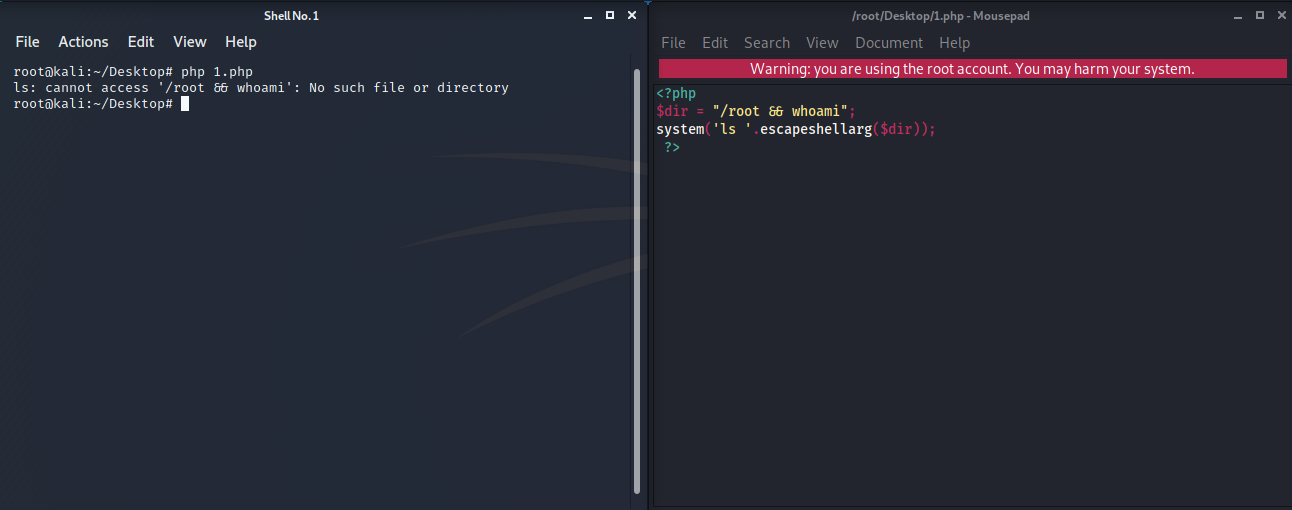 Shell No. 1
File Actions Edit View Help
root@kali:~/Desktop# php 1.php
ls: cannot access '/root && whoami': No such file or directory
root@kali:~/Desktop#
/root/Desktop/1.php - Mousepad
File Edit Search View Document Help
Warning: you are using the root account. You may harm your system.
<?php
$dir = "/root && whoami";
system('ls '.escapeshellarg($dir));
?>